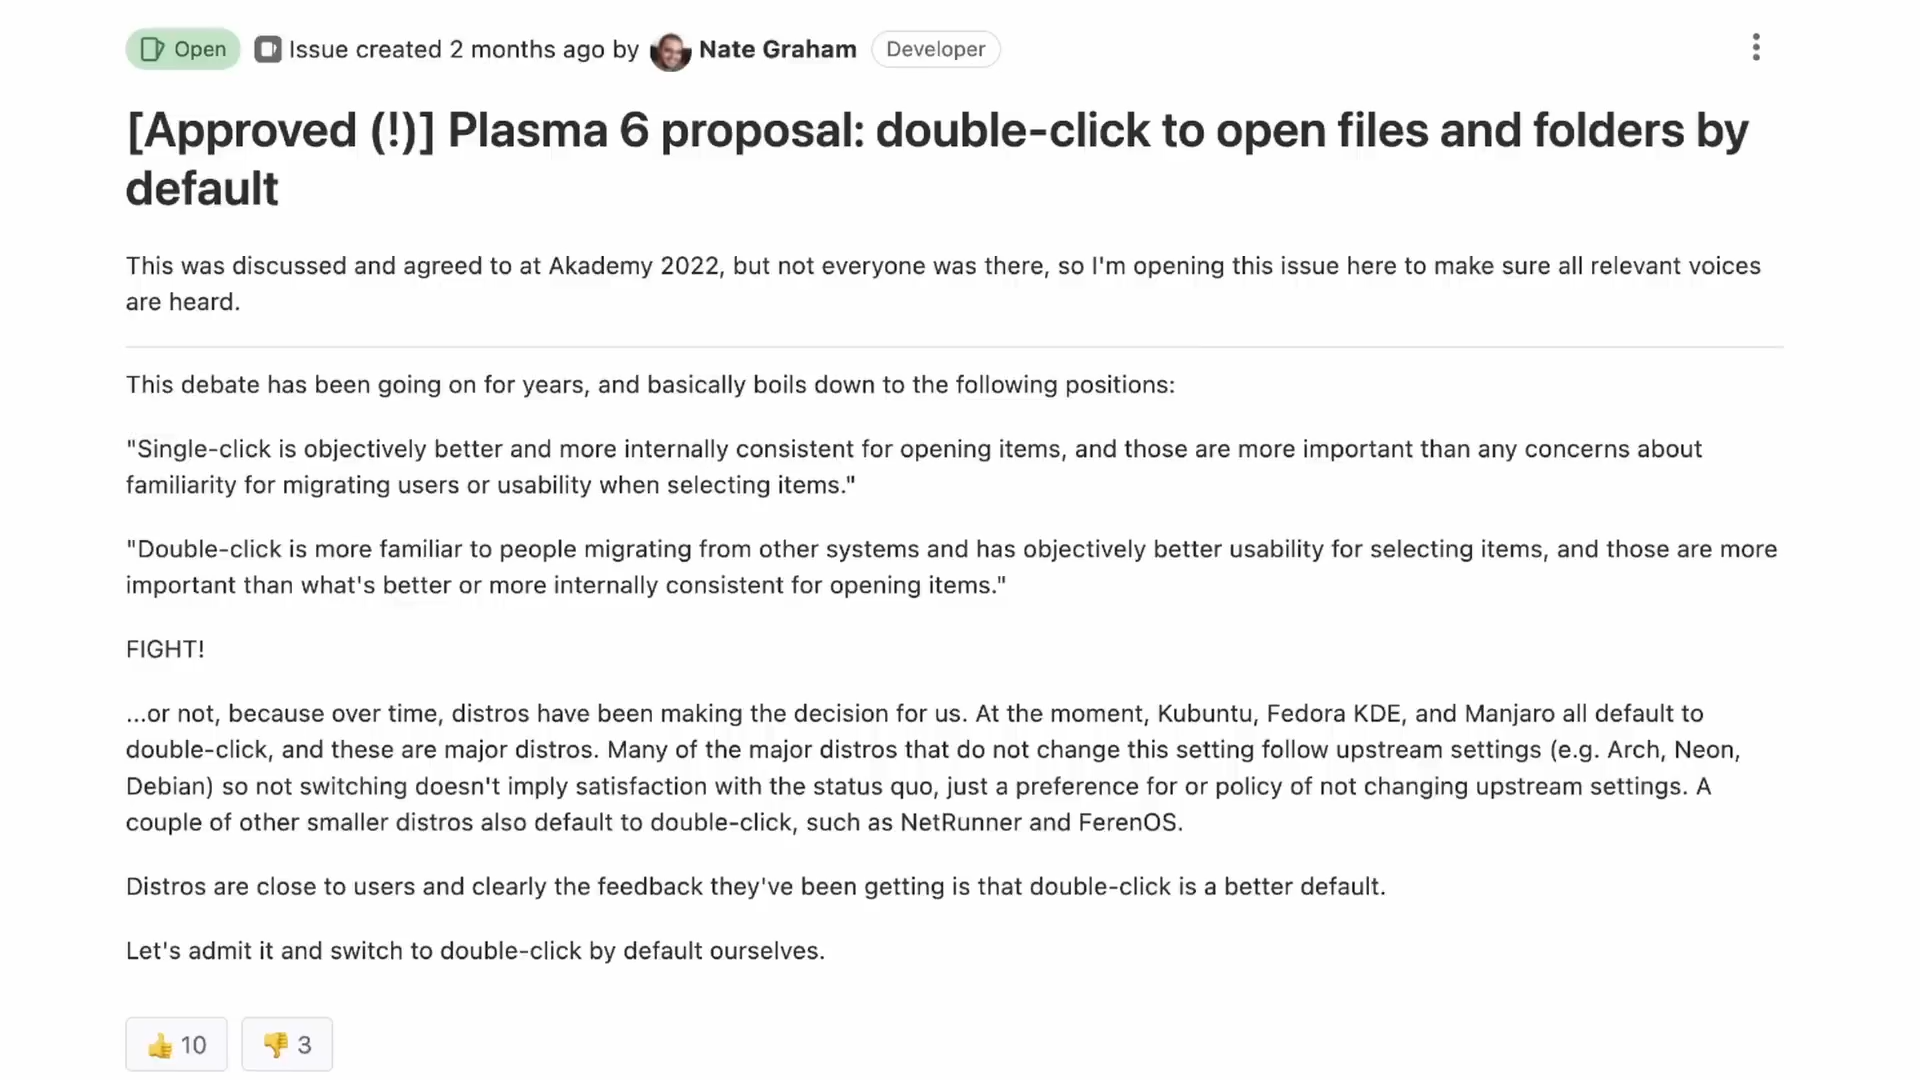 Open Issue created 2 months ago by Nate Graham Developer
[Approved (!)] Plasma 6 proposal: double-click to open files and folders by
default
This was discussed and agreed to at Akademy 2022, but not everyone was there, so I'm opening this issue here to make sure all relevant voices
are heard.
This debate has been going on for years, and basically boils down to the following positions:
"Single-click is objectively better and more internally consistent for opening items, and those are more important than any concerns about
familiarity for migrating users or usability when selecting items."
"Double-click is more familiar to people migrating from other systems and has objectively better usability for selecting items, and those are more
important than what's better or more internally consistent for opening items."
FIGHT!
...or not, because over time, distros have been making the decision for us. At the moment, Kubuntu, Fedora KDE, and Manjaro all default to
double-click, and these are major distros. Many of the major distros that do not change this setting follow upstream settings (e.g. Arch, Neon,
Debian) so not switching doesn't imply satisfaction with the status quo, just a preference for or policy of not changing upstream settings. A
couple of other smaller distros also default to double-click, such as NetRunner and FerenOS.
Distros are close to users and clearly the feedback they've been getting is that double-click is a better default.
Let's admit it and switch to double-click by default ourselves.
👍 10 👎 3